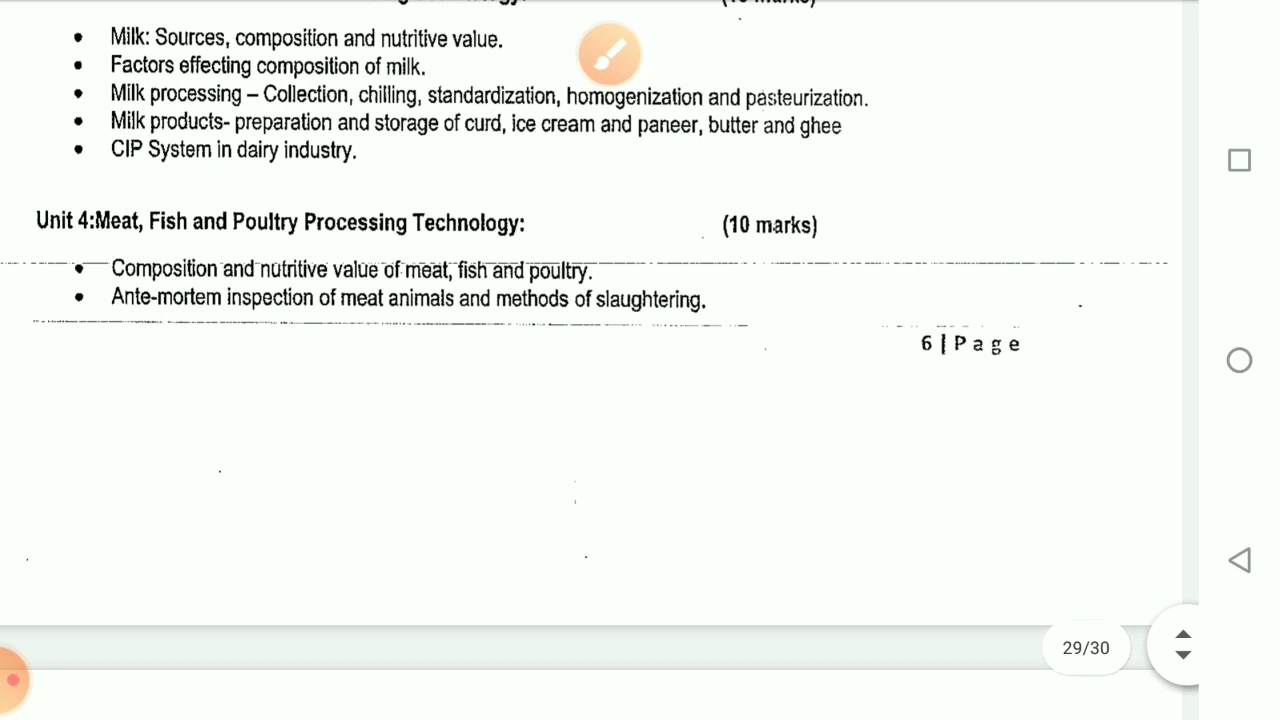 • Milk: Sources, composition and nutritive value.
• Factors effecting composition of milk.
• Milk processing – Collection, chilling, standardization, homogenization and pasteurization.
• Milk products- preparation and storage of curd, ice cream and paneer, butter and ghee
• CIP System in dairy industry.
Unit 4:Meat, Fish and Poultry Processing Technology: (10 marks)
• Composition and nutritive value of meat, fish and poultry.
• Ante-mortem inspection of meat animals and methods of slaughtering.
6 | P a g e
29/30